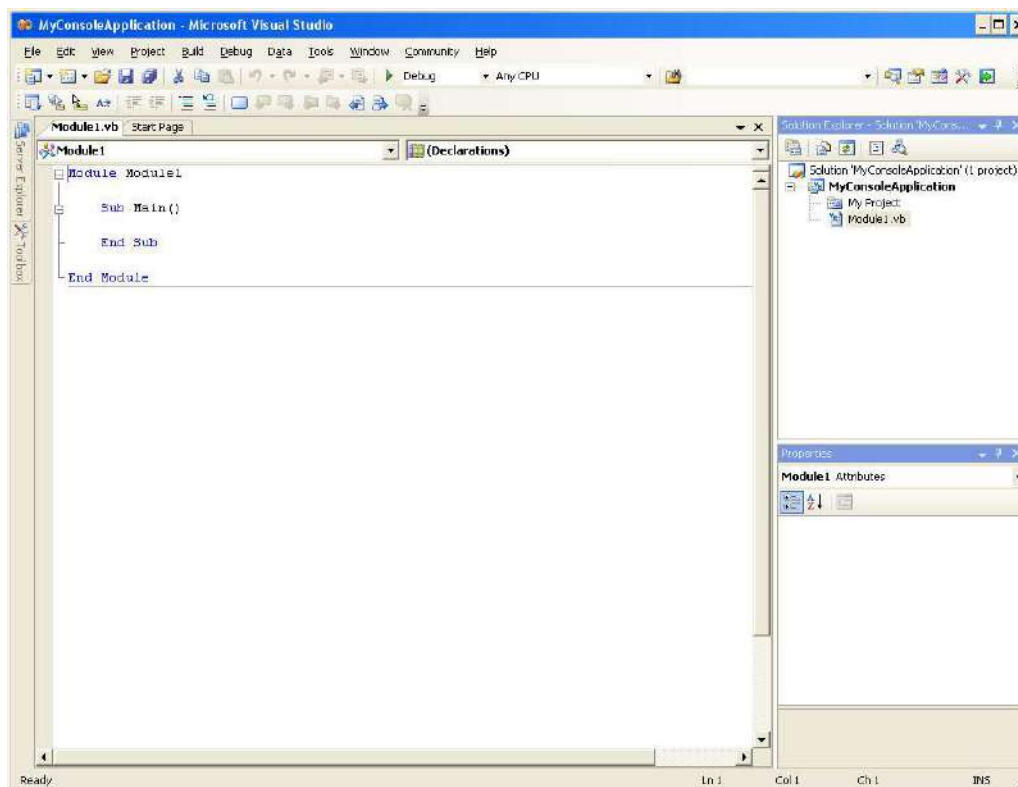 MyConsoleApplication - Microsoft Visual Studio
File Edit View Project Build Debug Data Tools Window Community Help
Debug Any CPU
Module1.vb Start Page
Module1 (Declarations)
Module Module1
Sub Main()
End Sub
End Module
Server Explorer
Toolbox
Solution Explorer - Solution 'MyCons...
Solution 'MyConsoleApplication' (1 project)
MyConsoleApplication
My Project
Module1.vb
Properties
Module1 Attributes
Ready Ln 1 Col 1 Ch 1 INS